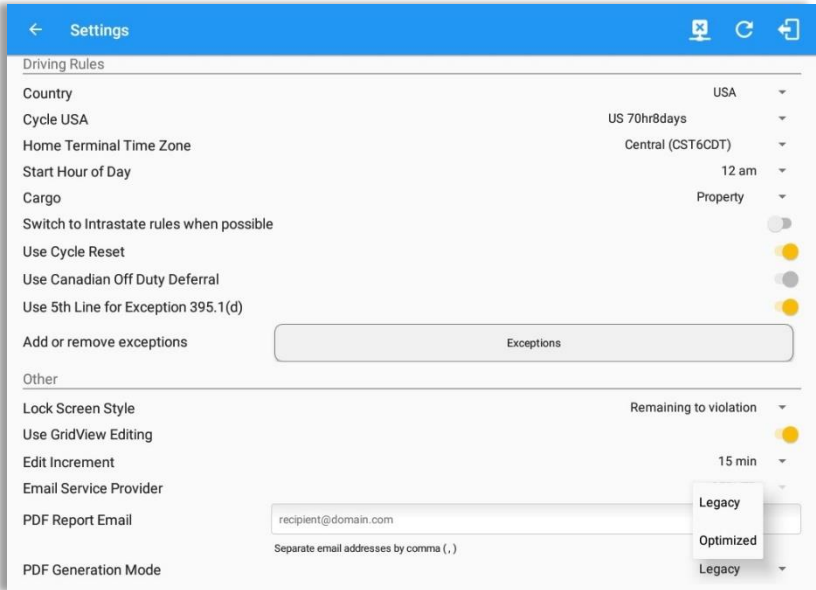 Settings
Driving Rules
Country USA
Cycle USA US 70hr8days
Home Terminal Time Zone Central (CST6CDT)
Start Hour of Day 12 am
Cargo Property
Switch to Intrastate rules when possible
Use Cycle Reset
Use Canadian Off Duty Deferral
Use 5th Line for Exception 395.1(d)
Add or remove exceptions Exceptions
Other
Lock Screen Style Remaining to violation
Use GridView Editing
Edit Increment 15 min
Email Service Provider
Legacy
PDF Report Email recipient@domain.com
Optimized
Separate email addresses by comma ( , )
PDF Generation Mode Legacy